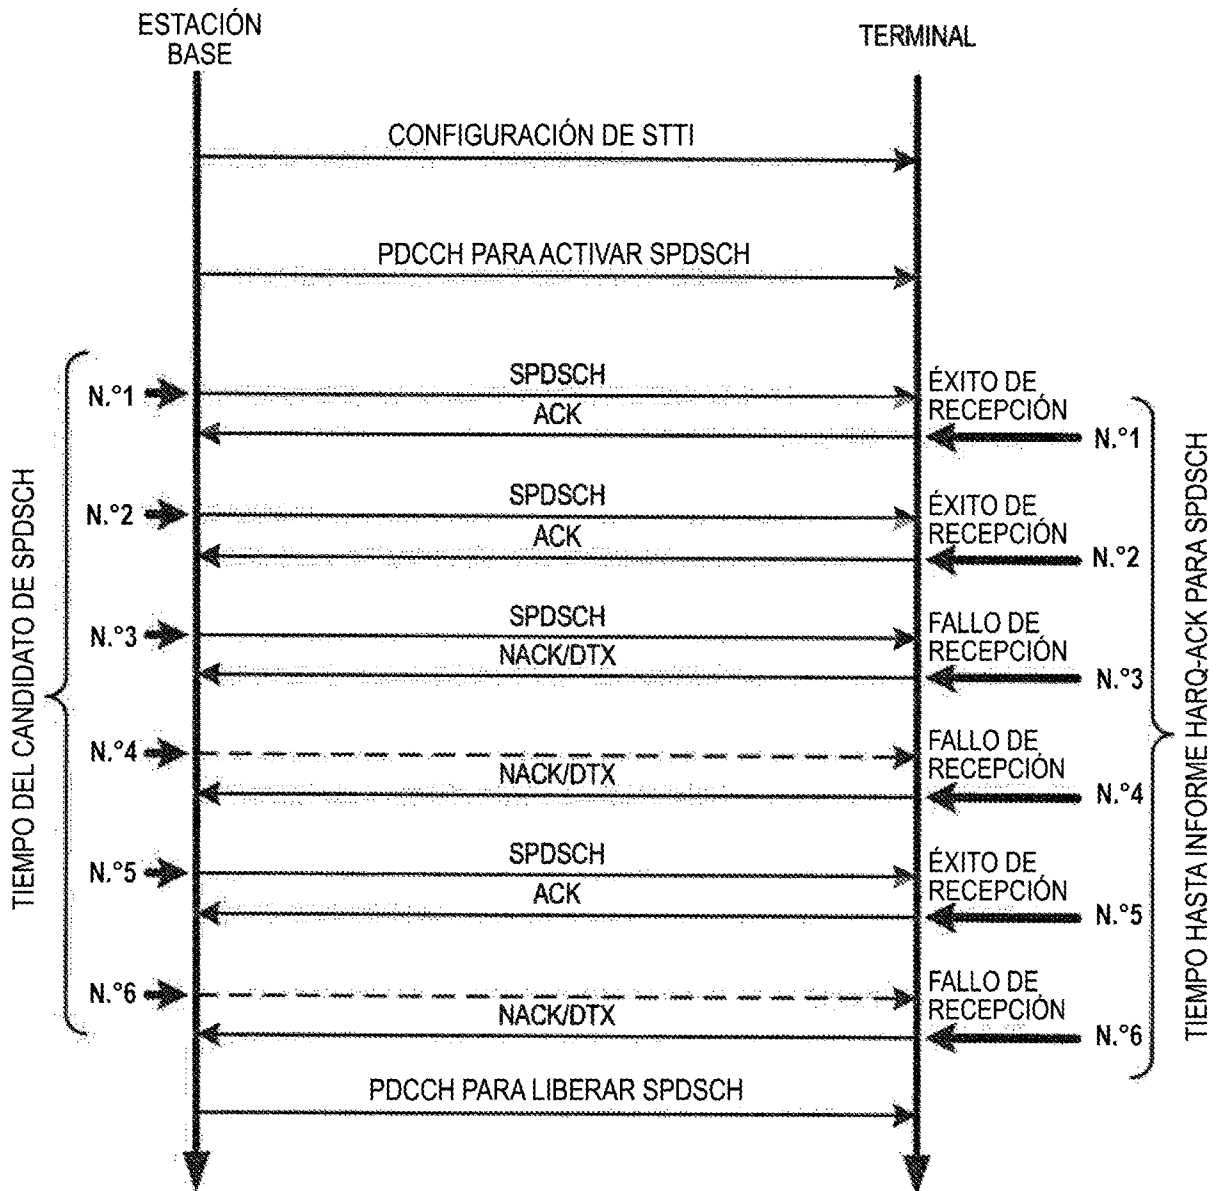 ESTACIÓN
BASE
TERMINAL
CONFIGURACIÓN DE STTI
PDCCH PARA ACTIVAR SPDSCH
TIEMPO DEL CANDIDATO DE SPDSCH
TIEMPO HASTA INFORME HARQ-ACK PARA SPDSCH
N.°1
SPDSCH
ÉXITO DE
RECEPCIÓN
ACK
N.°1
N.°2
SPDSCH
ÉXITO DE
RECEPCIÓN
ACK
N.°2
N.°3
SPDSCH
FALLO DE
RECEPCIÓN
NACK/DTX
N.°3
N.°4
FALLO DE
RECEPCIÓN
NACK/DTX
N.°4
N.°5
SPDSCH
ÉXITO DE
RECEPCIÓN
ACK
N.°5
N.°6
FALLO DE
RECEPCIÓN
NACK/DTX
N.°6
PDCCH PARA LIBERAR SPDSCH